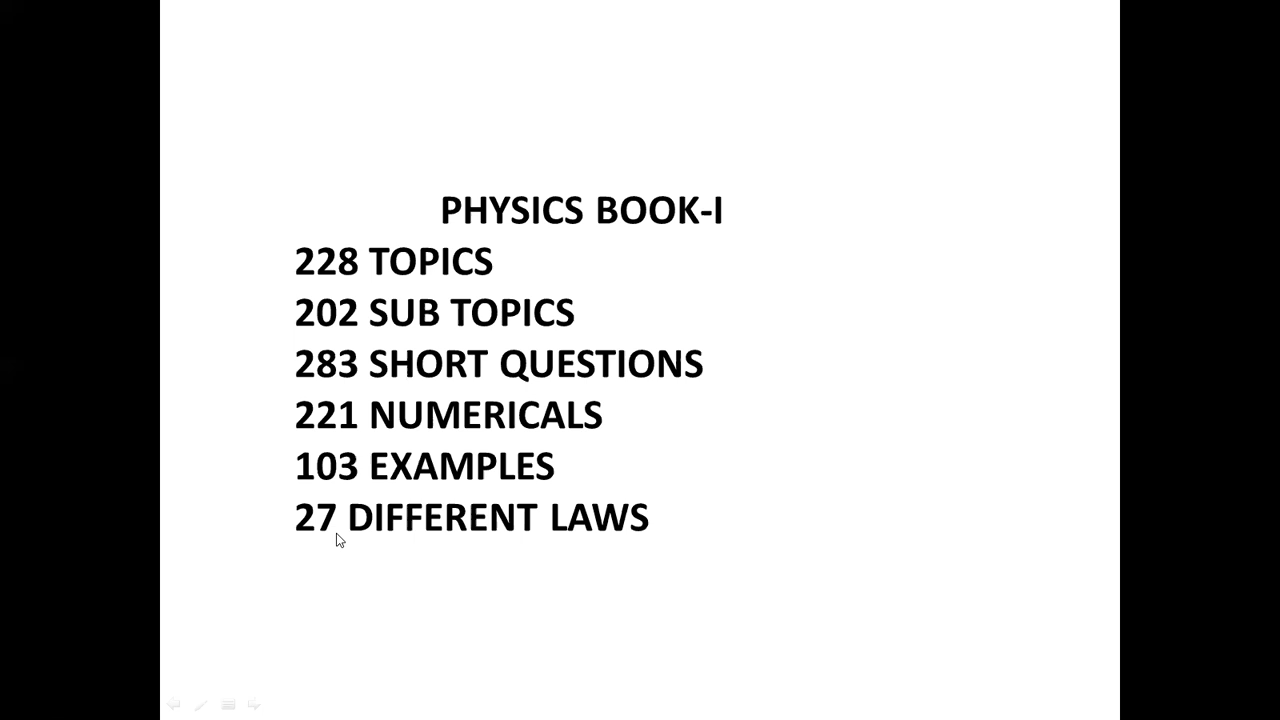 PHYSICS BOOK-I
228 TOPICS
202 SUB TOPICS
283 SHORT QUESTIONS
221 NUMERICALS
103 EXAMPLES
27 DIFFERENT LAWS